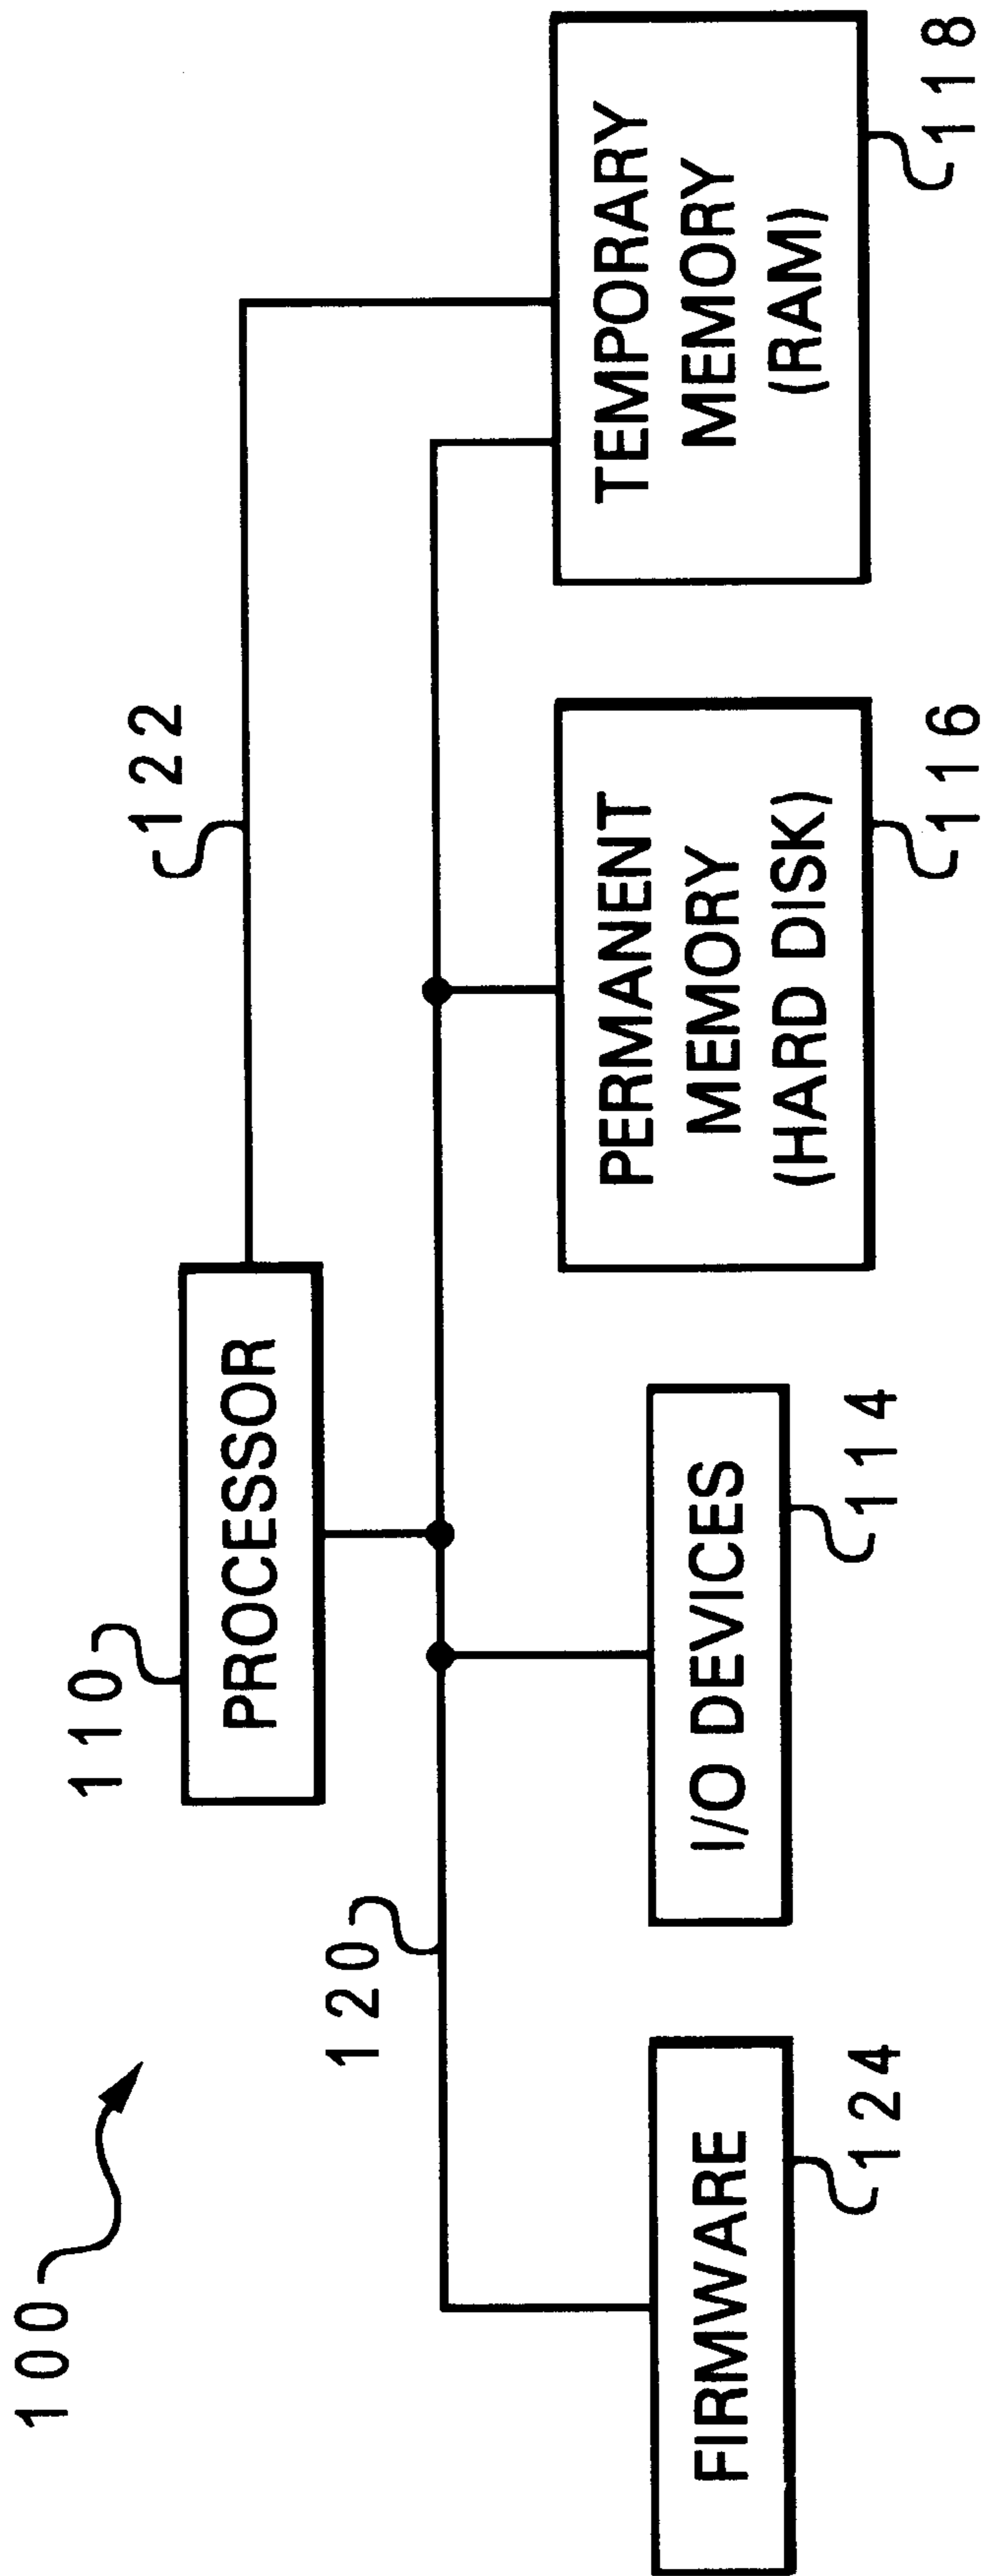 100
110
PROCESSOR
122
120
FIRMWARE
124
I/O DEVICES
114
PERMANENT
MEMORY
(HARD DISK)
116
TEMPORARY
MEMORY
(RAM)
118